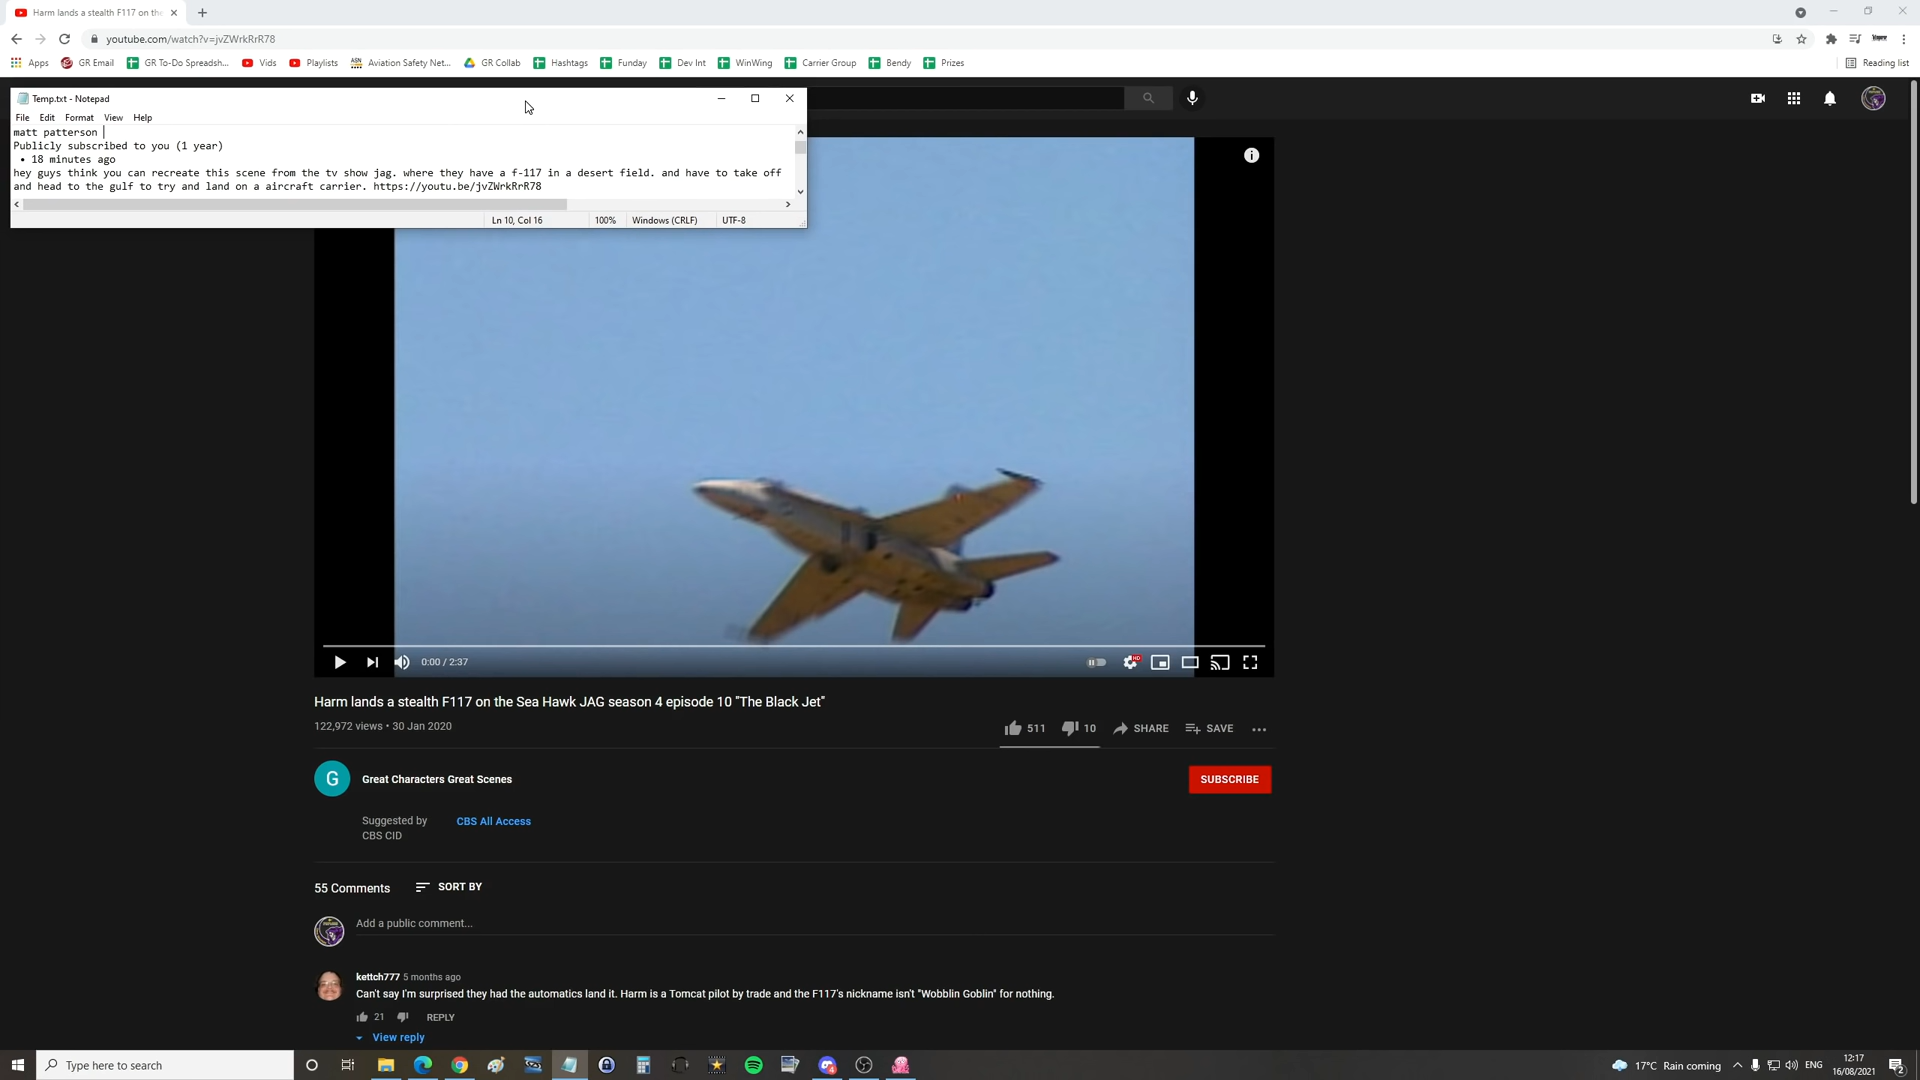 Harm lands a stealth F117 on the
youtube.com/watch?v=jvZWrkRrR78
Apps GR Email GR To-Do Spreadsh... Vids Playlists Aviation Safety Net... GR Collab Hashtags Funday Dev Int WinWing Carrier Group Bendy Prizes Reading list
Temp.txt - Notepad
File Edit Format View Help
matt patterson
Publicly subscribed to you (1 year)
• 18 minutes ago
hey guys think you can recreate this scene from the tv show jag. where they have a f-117 in a desert field. and have to take off
and head to the gulf to try and land on a aircraft carrier. https://youtu.be/jvZWrkRrR78
Ln 10, Col 16 100% Windows (CRLF) UTF-8
0:00 / 2:37
HD
Harm lands a stealth F117 on the Sea Hawk JAG season 4 episode 10 "The Black Jet"
122,972 views • 30 Jan 2020
511 10 SHARE SAVE
G Great Characters Great Scenes
SUBSCRIBE
Suggested by CBS All Access
CBS CID
55 Comments SORT BY
Add a public comment...
kettch777 5 months ago
Can't say I'm surprised they had the automatics land it. Harm is a Tomcat pilot by trade and the F117's nickname isn't "Wobblin Goblin" for nothing.
21 REPLY
View reply
Type here to search
17°C Rain coming
ENG
12:17
16/08/2021